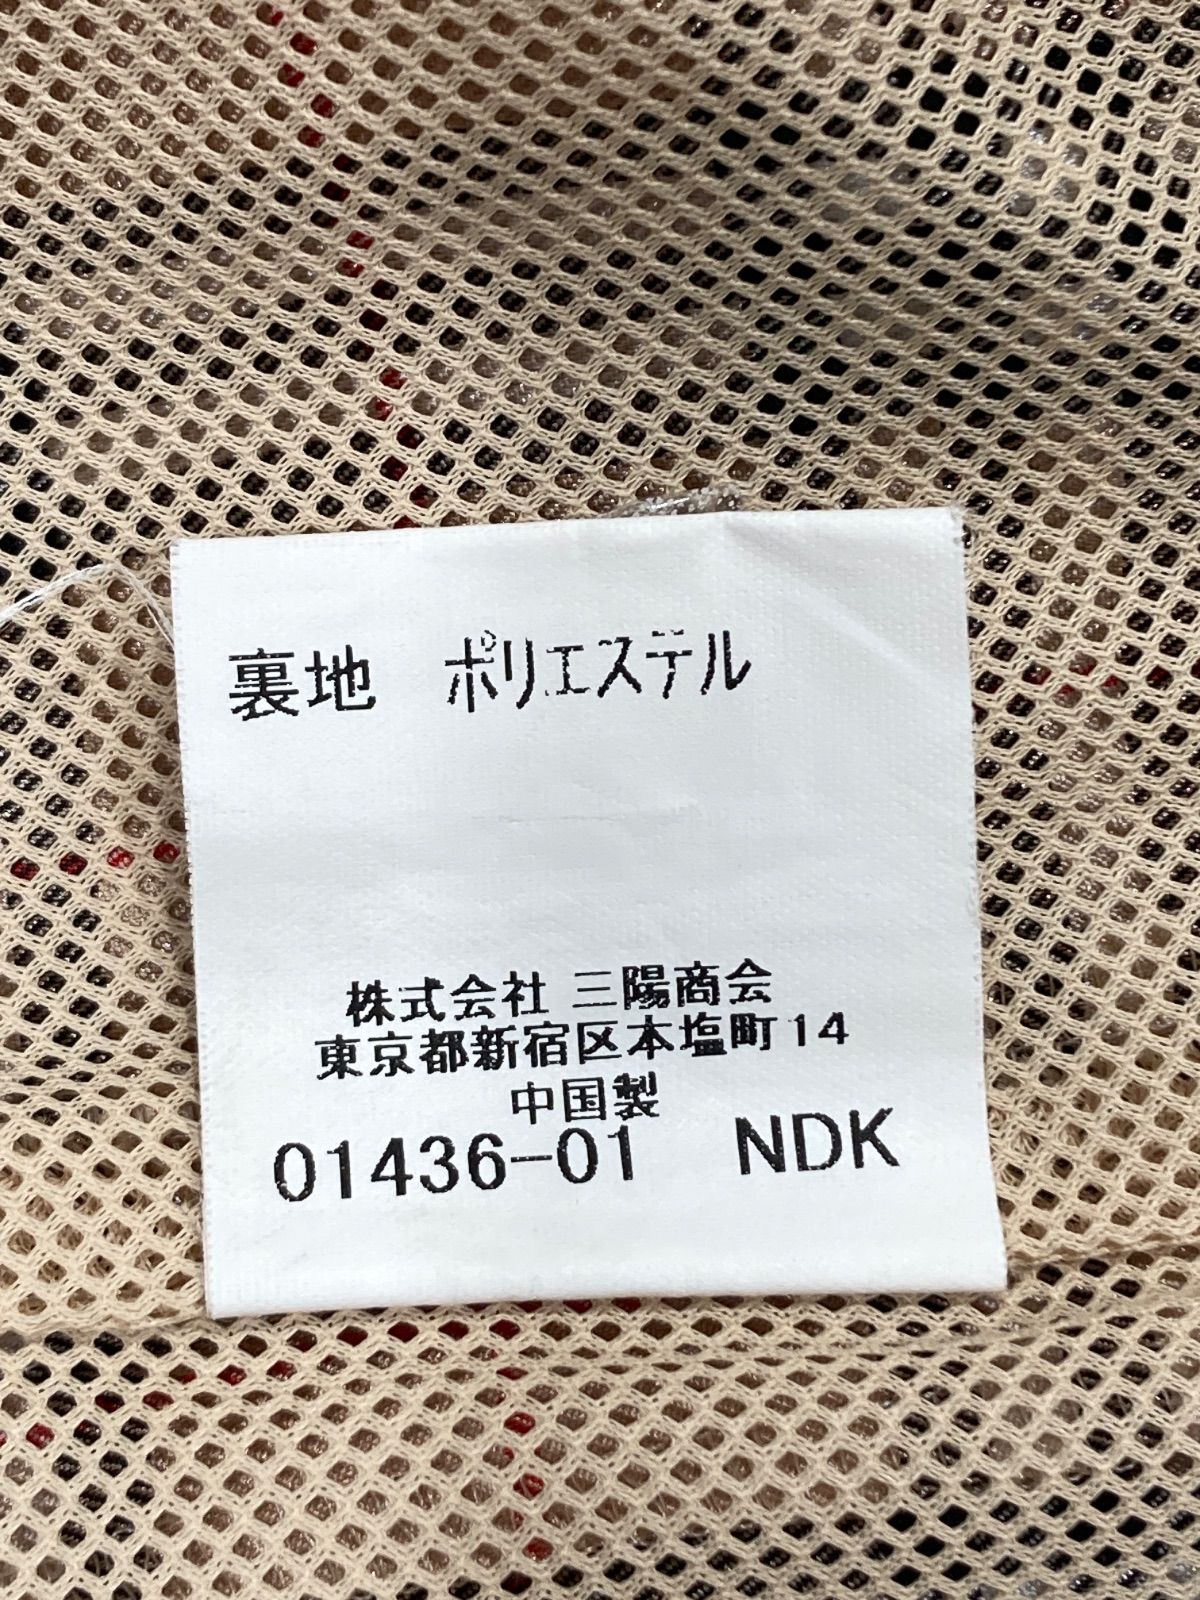 裏地　ポリエステル
株式会社 三陽商会
東京都新宿区本塩町14
中国製
01436-01　NDK